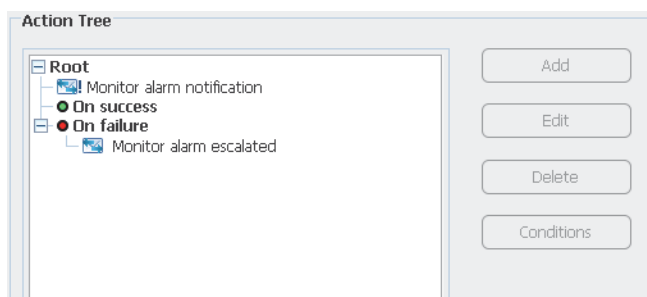 Action Tree
Root
Monitor alarm notification
On success
On failure
Monitor alarm escalated
Add
Edit
Delete
Conditions